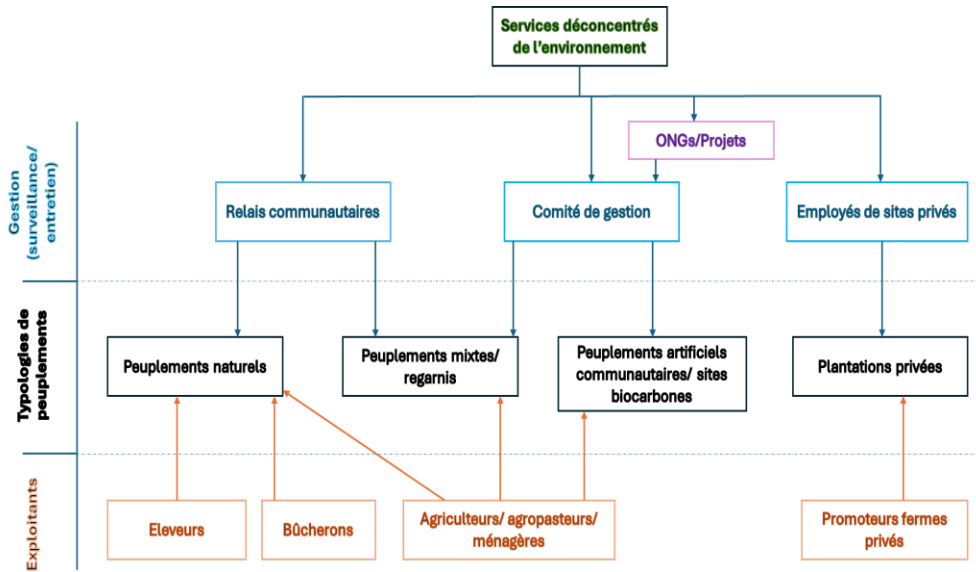 Services déconcentrés
de l'environnement
ONGs/Projets
Gestion
(surveillance/
entretien)
Relais communautaires
Comité de gestion
Employés de sites privés
Typologies de
peuplements
Peuplements naturels
Peuplements mixtes/
regarnis
Peuplements artificiels
communautaires/ sites
biocarbones
Plantations privées
Exploitants
Eleveurs
Bûcherons
Agriculteurs/ agropasteurs/
ménagères
Promoteurs fermes
privés